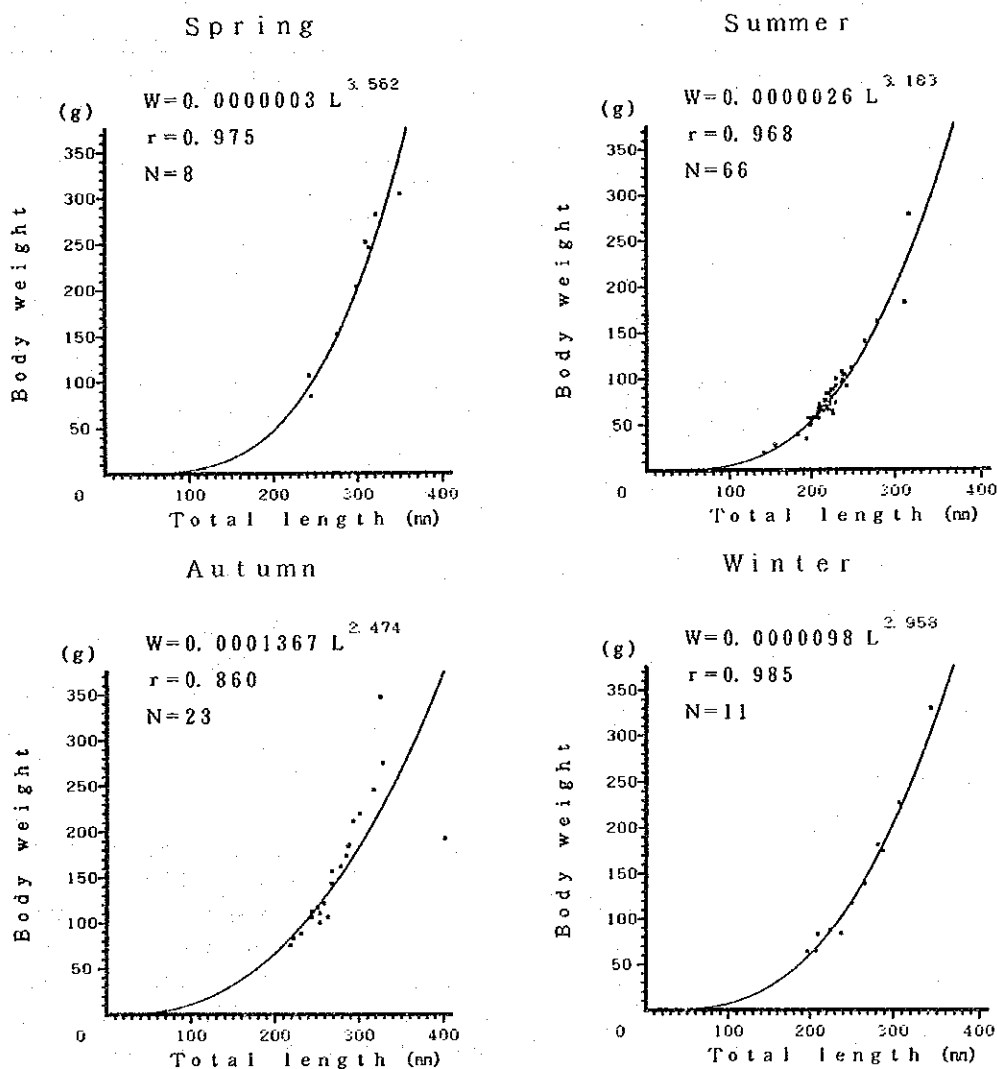 Spring
W=0.0000003 L^3.562
(g)
r=0.975
N=8
350
300
250
200
150
100
50
0
100
200
300
400
Body weight
Total length (mm)
Summer
W=0.0000026 L^3.183
(g)
r=0.968
N=66
350
300
250
200
150
100
50
0
100
200
300
400
Body weight
Total length (mm)
Autumn
W=0.0001367 L^2.474
(g)
r=0.860
N=23
350
300
250
200
150
100
50
0
100
200
300
400
Body weight
Total length (mm)
Winter
W=0.0000098 L^2.958
(g)
r=0.985
N=11
350
300
250
200
150
100
50
0
100
200
300
400
Body weight
Total length (mm)